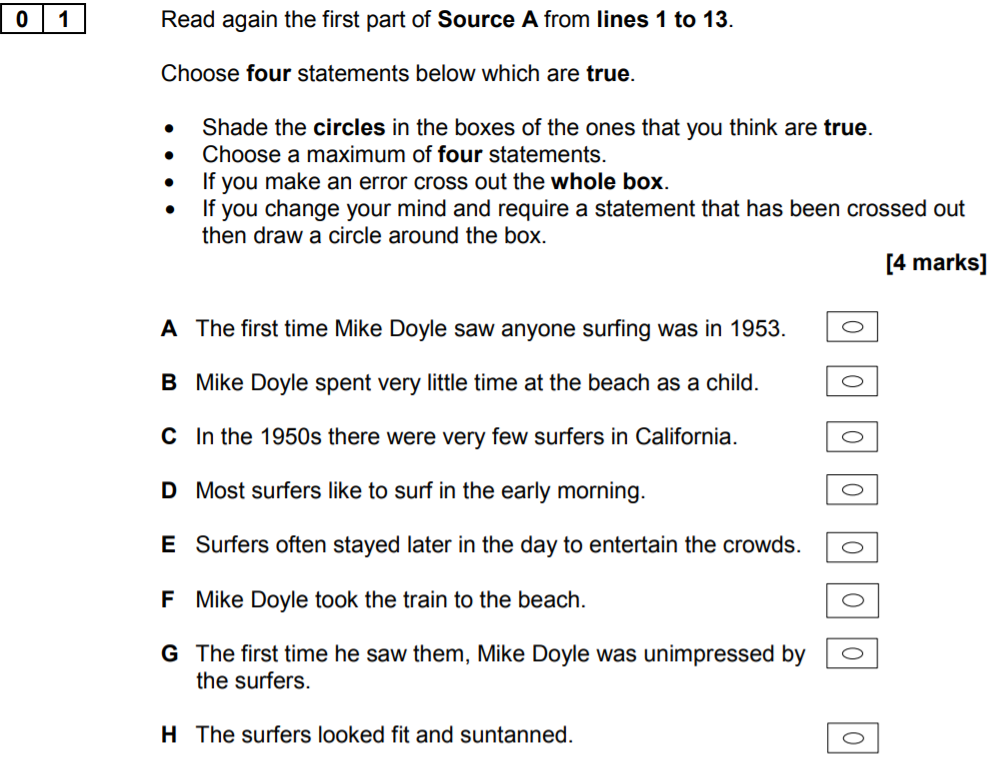 0 1 Read again the first part of Source A from lines 1 to 13.
Choose four statements below which are true.
• Shade the circles in the boxes of the ones that you think are true.
• Choose a maximum of four statements.
• If you make an error cross out the whole box.
• If you change your mind and require a statement that has been crossed out
then draw a circle around the box.
[4 marks]
A The first time Mike Doyle saw anyone surfing was in 1953.
B Mike Doyle spent very little time at the beach as a child.
C In the 1950s there were very few surfers in California.
D Most surfers like to surf in the early morning.
E Surfers often stayed later in the day to entertain the crowds.
F Mike Doyle took the train to the beach.
G The first time he saw them, Mike Doyle was unimpressed by
the surfers.
H The surfers looked fit and suntanned.